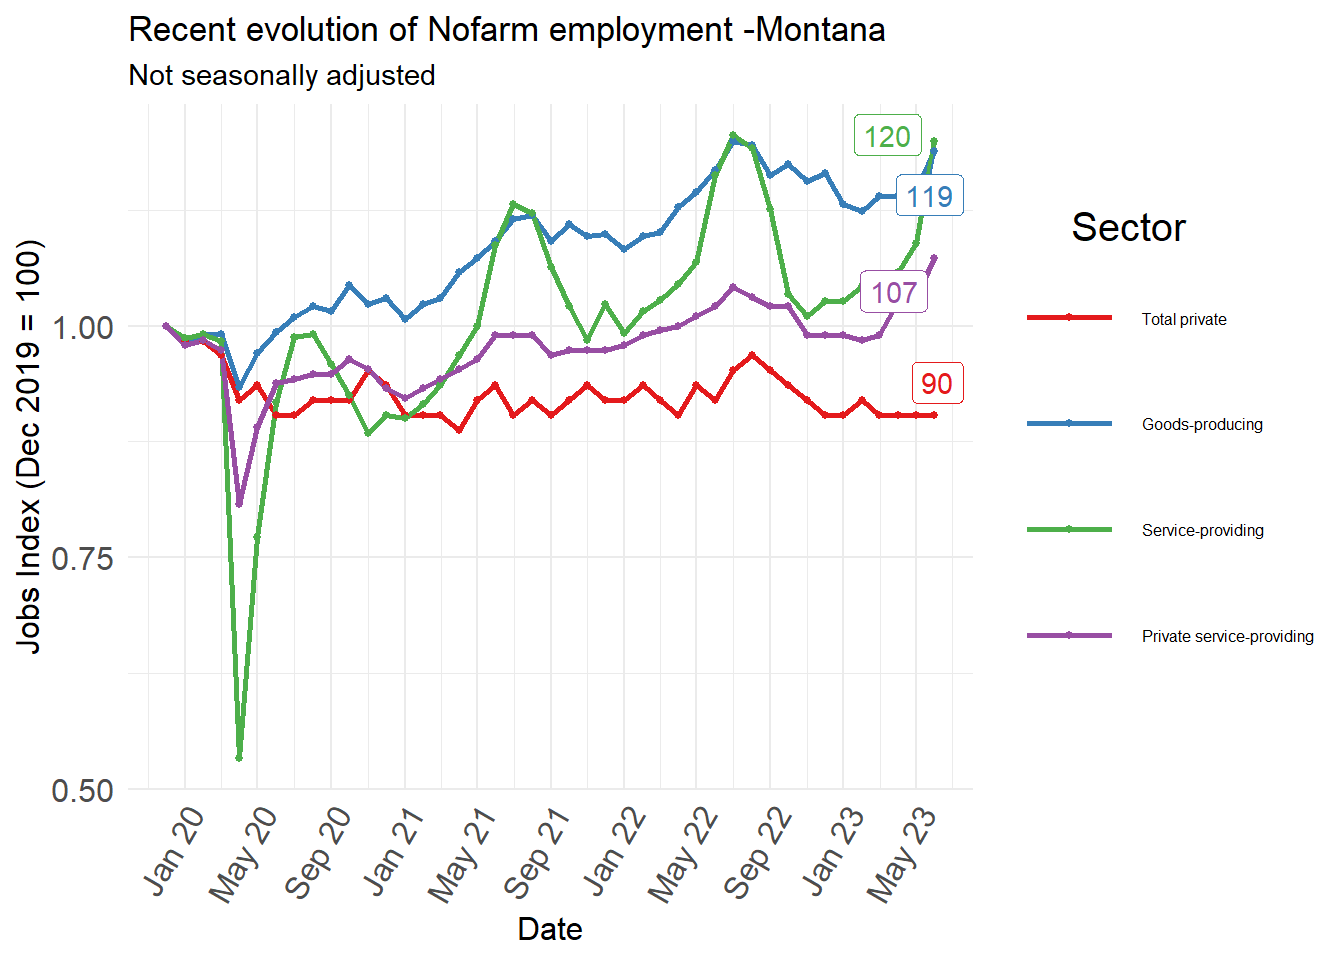 Recent evolution of Nofarm employment -Montana
Not seasonally adjusted
Jobs Index (Dec 2019 = 100)
1.00
0.75
0.50
120
119
107
90
Jan 20
May 20
Sep 20
Jan 21
May 21
Sep 21
Jan 22
May 22
Sep 22
Jan 23
May 23
Date
Sector
Total private
Goods-producing
Service-providing
Private service-providing